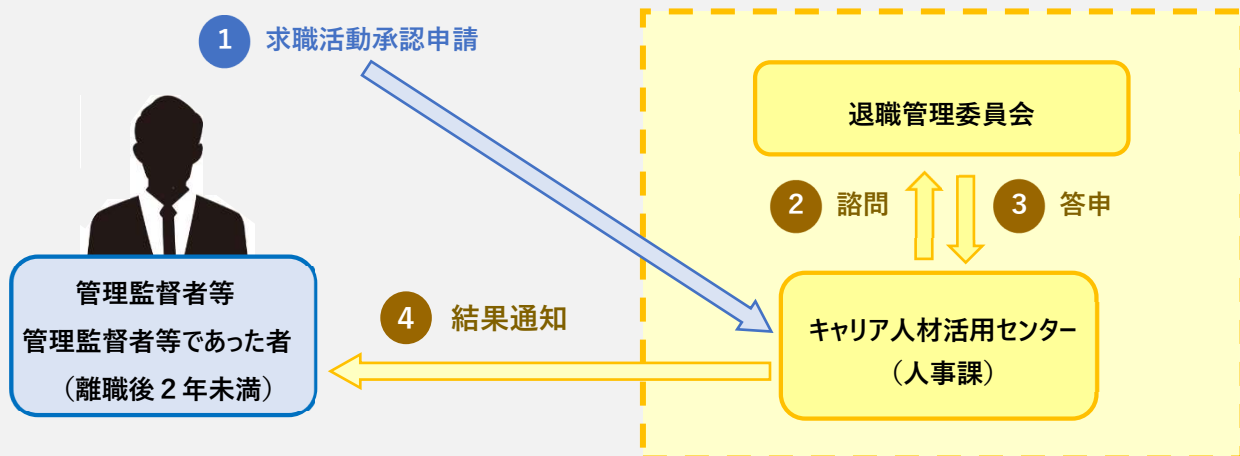 1 求職活動承認申請
退職管理委員会
2 諮問
3 答申
管理監督者等
管理監督者等であった者
（離職後２年未満）
4 結果通知
キャリア人材活用センター
（人事課）